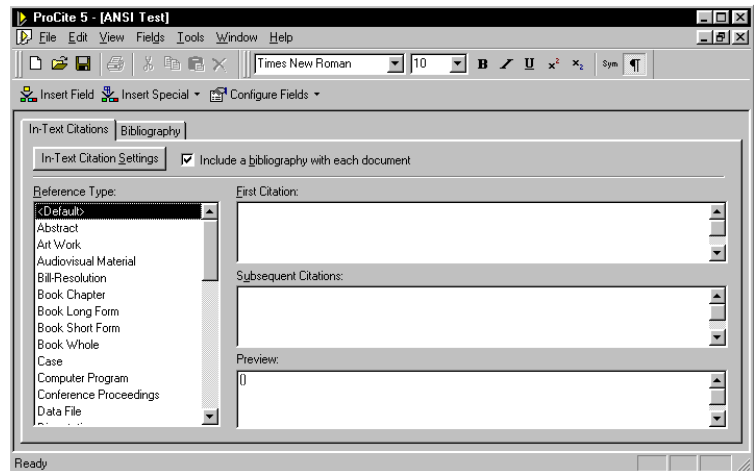 ProCite 5 - [ANSI Test]
File Edit View Fields Tools Window Help
Times New Roman 10 B I U x² x₂ Sym ¶
Insert Field Insert Special Configure Fields
In-Text Citations Bibliography
In-Text Citation Settings Include a bibliography with each document
Reference Type:
<Default>
Abstract
Art Work
Audiovisual Material
Bill-Resolution
Book Chapter
Book Long Form
Book Short Form
Book Whole
Case
Computer Program
Conference Proceedings
Data File
First Citation:
Subsequent Citations:
Preview:
()
Ready